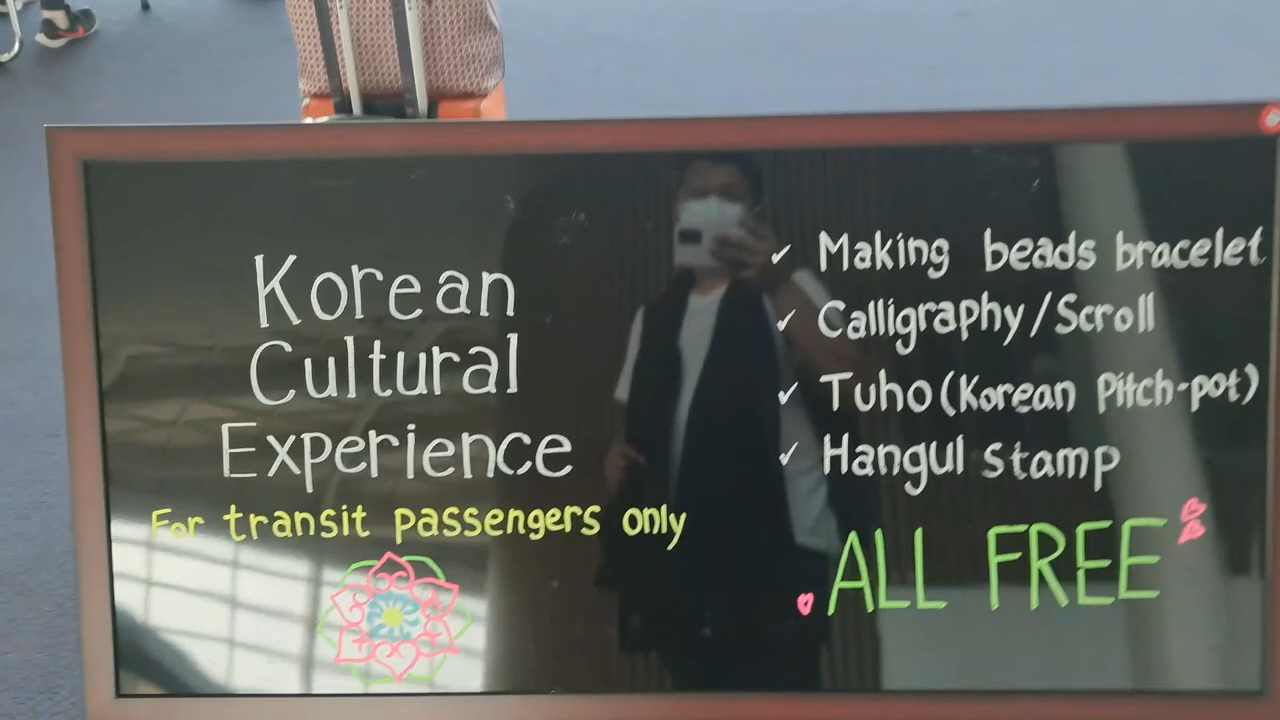 Korean
Cultural
Experience
For transit passengers only
✓ Making beads bracelet
✓ Calligraphy/Scroll
✓ Tuho (Korean Pitch-pot)
✓ Hangul stamp
ALL FREE